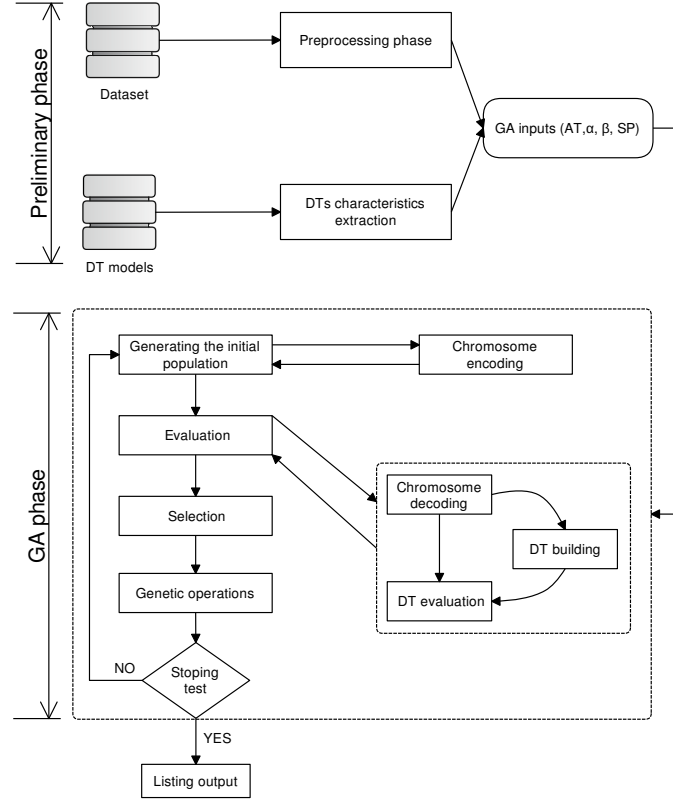 Preliminary phase
Dataset
Preprocessing phase
GA inputs (AT,α, β, SP)
DT models
DTs characteristics
extraction
GA phase
Generating the initial
population
Chromosome
encoding
Evaluation
Selection
Genetic operations
Chromosome
decoding
DT building
DT evaluation
Stoping
test
NO
YES
Listing output